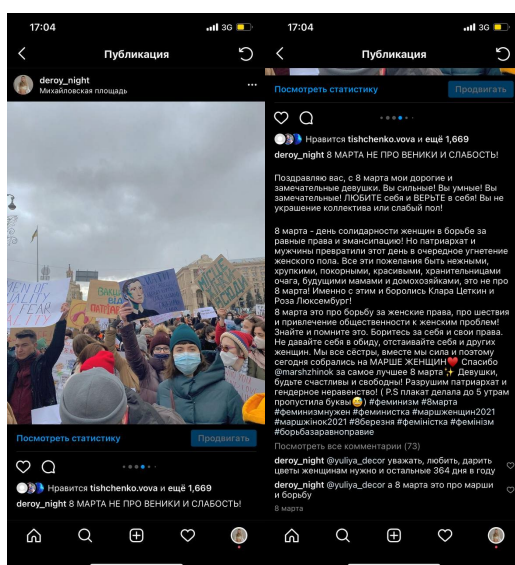 17:04
3G
Публикация
deroy_night
Михайловская площадь
FEAR
Посмотреть статистику
Продвигать
Нравится tishchenko.vova и ещё 1,669
deroy_night 8 МАРТА НЕ ПРО ВЕНИКИ И СЛАБОСТЬ!
17:04
3G
Публикация
Посмотреть статистику
Продвигать
Нравится tishchenko.vova и ещё 1,669
deroy_night 8 МАРТА НЕ ПРО ВЕНИКИ И СЛАБОСТЬ!
Поздравляю вас, с 8 марта мои дорогие и
замечательные девушки. Вы сильные! Вы умные! Вы
замечательные! ЛЮБИТЕ себя и ВЕРЬТЕ в себя! Вы не
украшение коллектива или слабый пол!
8 марта - день солидарности женщин в борьбе за
равные права и эмансипацию! Но патриархат и
мужчины превратили этот день в очередное угнетение
женского пола. Все эти пожелания быть нежными,
хрупкими, покорными, красивыми, хранительницами
очага, будущими мамами и домохозяйками, это не про
8 марта! Именно с этим и боролись Клара Цеткин и
Роза Люксембург!
8 марта это про борьбу за женские права, про шествия
и привлечение общественности к женским проблем!
Знайте и помните это. Боритесь за себя и свои права.
Не давайте себя в обиду, отстаивайте себя и других
женщин. Мы все сёстры, вместе мы сила и поэтому
сегодня собрались на МАРШЕ ЖЕНЩИН❤️ Спасибо
@marshzhinok за самое лучшее 8 марта✨ Девушки,
будьте счастливы и свободны! Разрушим патриархат и
гендерное неравенство! ( P.S плакат делала до 5 утрам
пропустила буквы😅) #феминизм #8марта
#феминизмнужен #феминистка #маршженщин2021
#маршжінок2021 #8березня #феміністка #фемінізм
#борьбазаравноправие
Посмотреть все комментарии (73)
deroy_night @yuliya_decor уважать, любить, дарить
цветы женщинам нужно и остальные 364 дня в году
deroy_night @yuliya_decor а 8 марта это про марши
и борьбу
8 марта